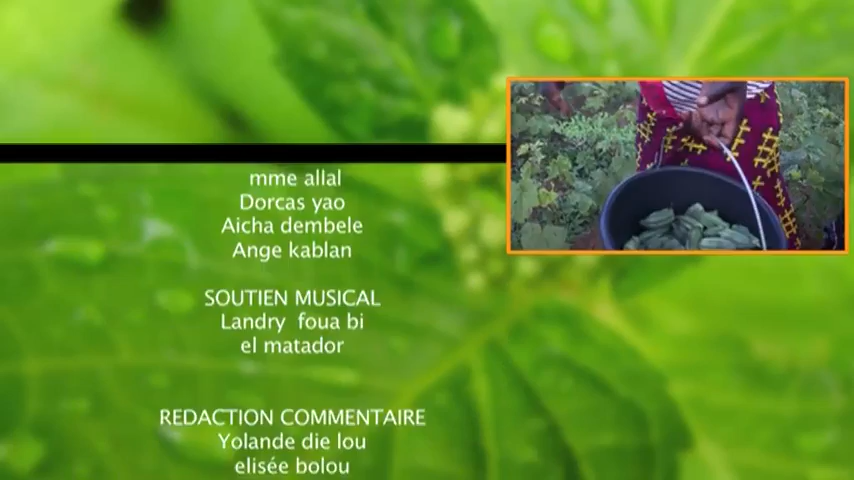 mme allal
Dorcas yao
Aicha dembele
Ange kablan
SOUTIEN MUSICAL
Landry foua bi
el matador
REDACTION COMMENTAIRE
Yolande die lou
elisée bolou